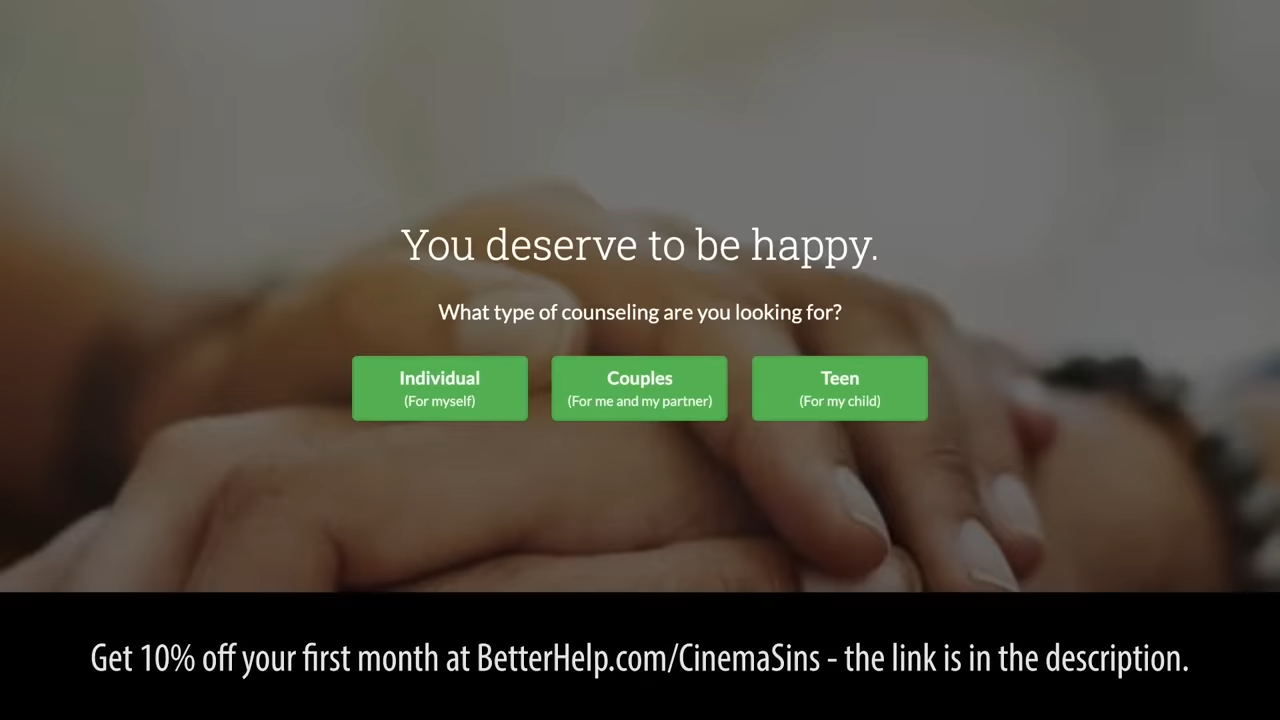 You deserve to be happy.
What type of counseling are you looking for?
Individual
(For myself)
Couples
(For me and my partner)
Teen
(For my child)
Get 10% off your first month at BetterHelp.com/CinemaSins - the link is in the description.